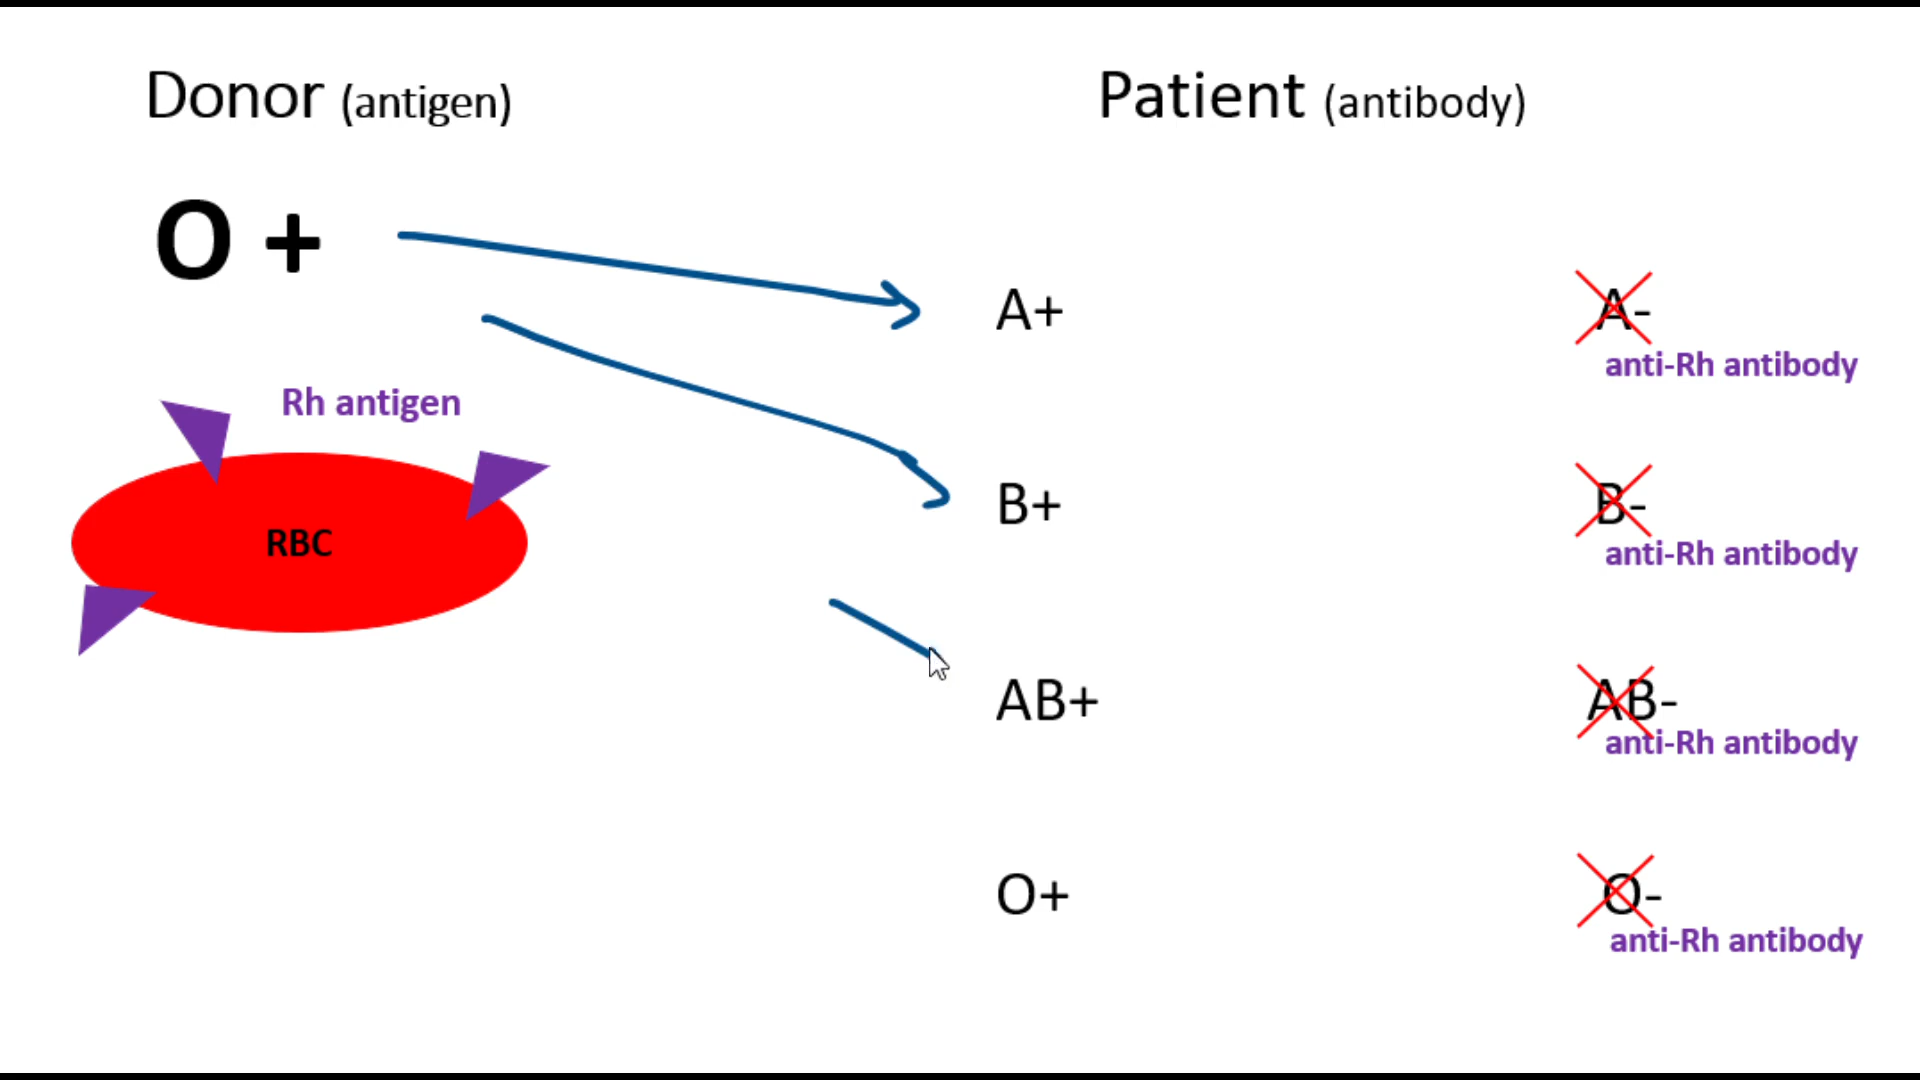 Donor (antigen)
Patient (antibody)
O +
A+
A-
anti-Rh antibody
Rh antigen
B+
B-
anti-Rh antibody
RBC
AB+
AB-
anti-Rh antibody
O+
O-
anti-Rh antibody